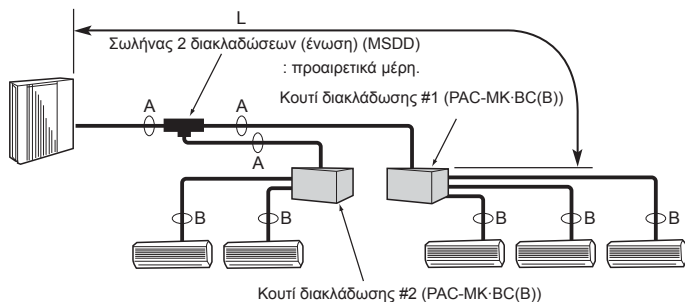 L
Σωλήνας 2 διακλαδώσεων (ένωση) (MSDD)
: προαιρετικά μέρη.
Κουτί διακλάδωσης #1 (PAC-MK·BC(B))
A
A
A
B
B
B
B
B
Κουτί διακλάδωσης #2 (PAC-MK·BC(B))